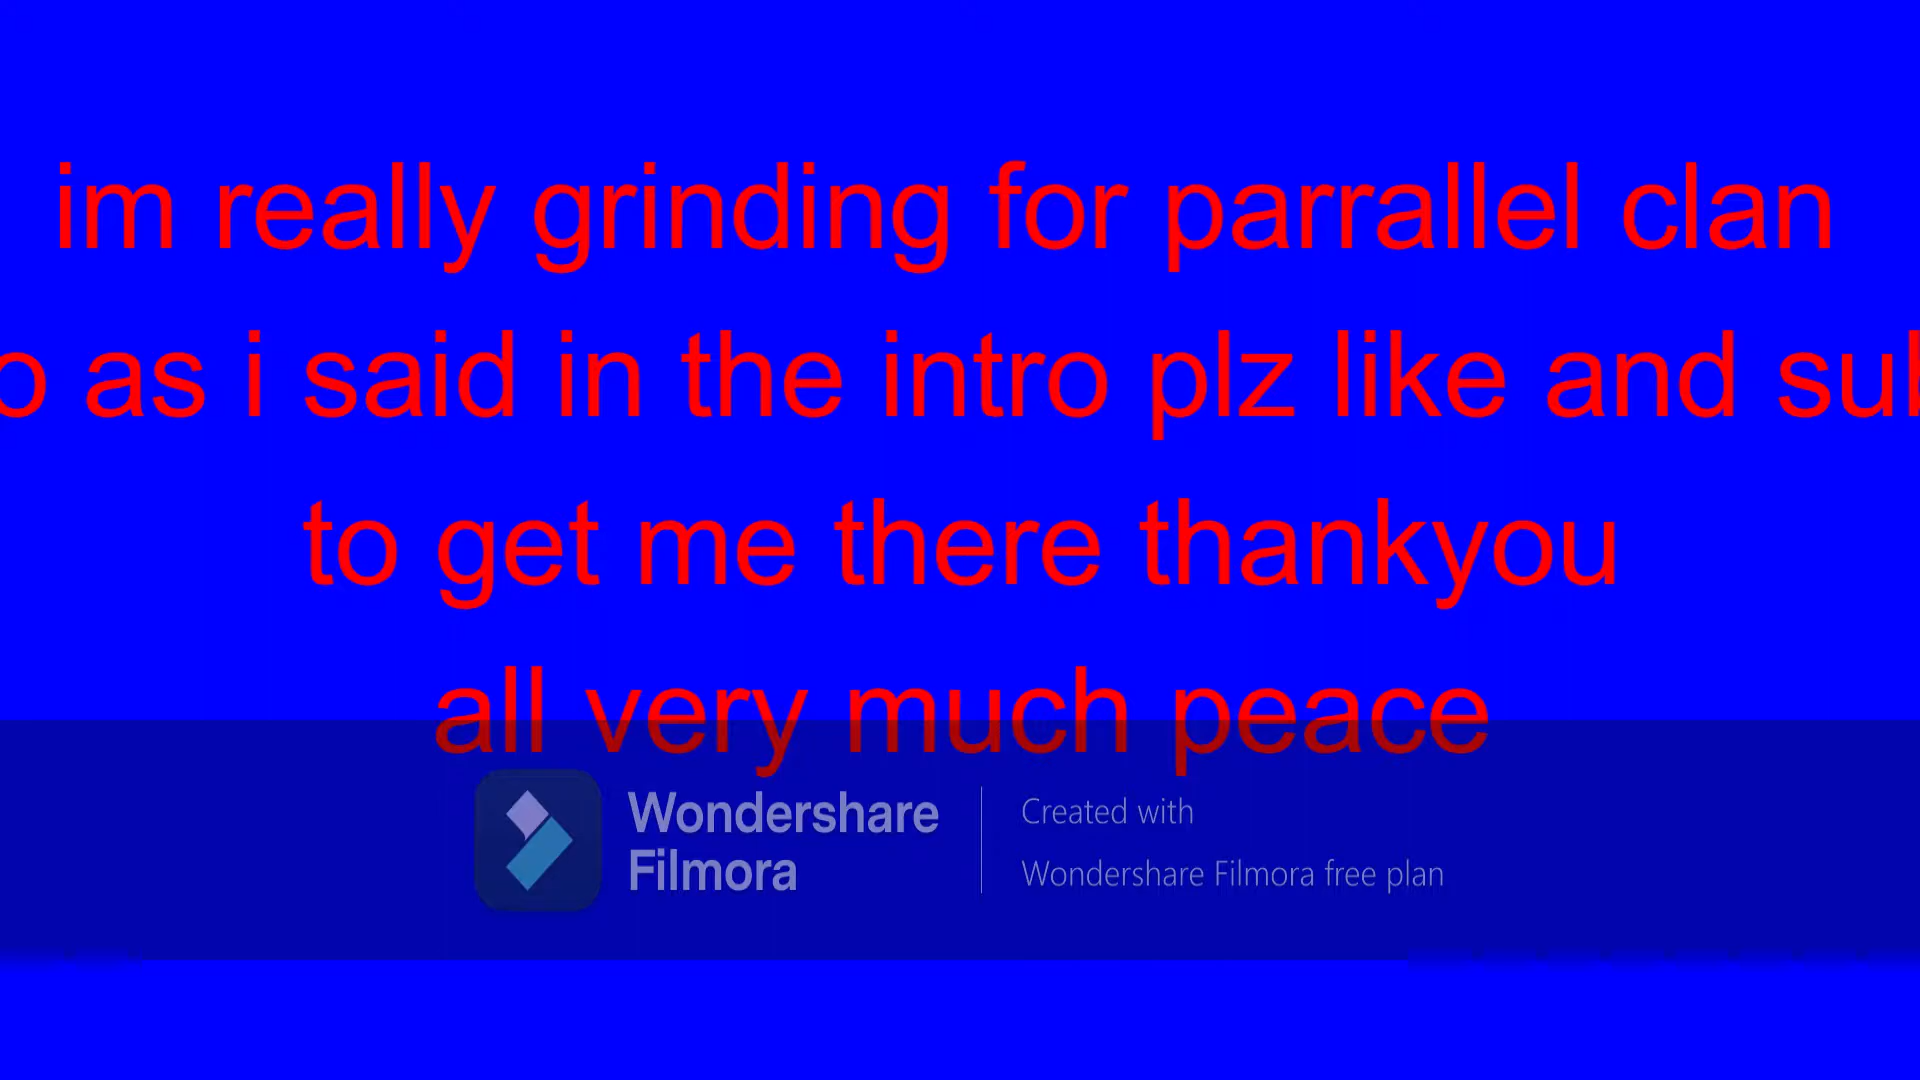 im really grinding for parrallel clan
as i said in the intro plz like and
to get me there thankyou
all very much peace
Wondershare
Filmora
Created with
Wondershare Filmora free plan